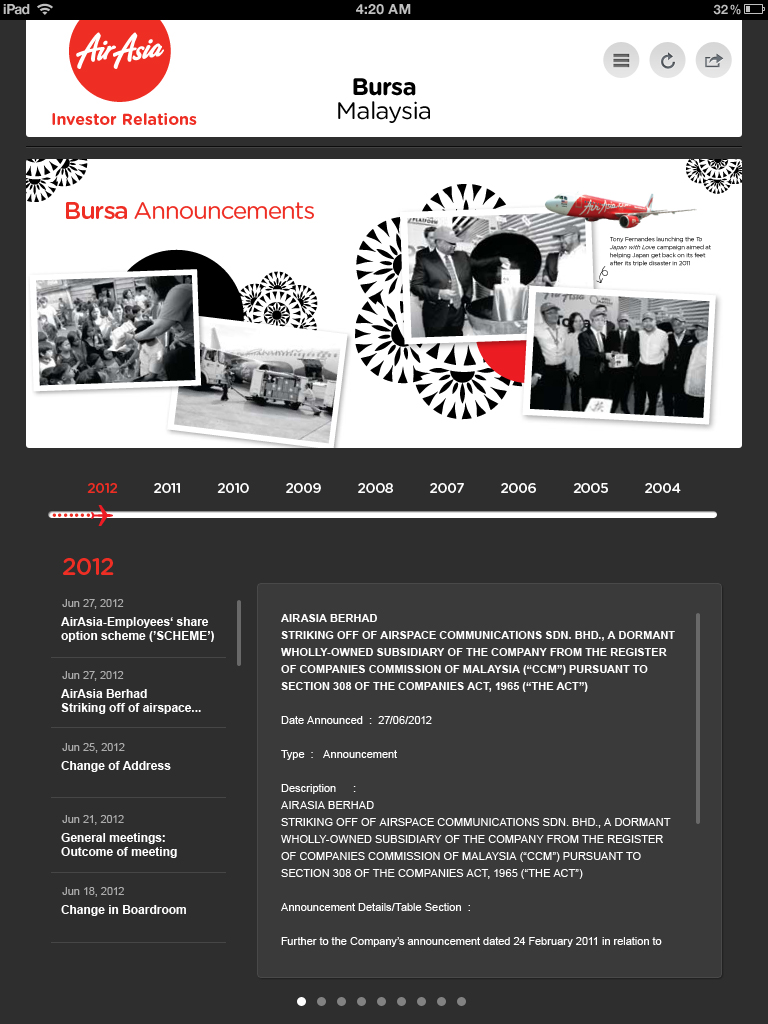 iPad 4:20 AM 32%
AirAsia
Investor Relations
Bursa
Malaysia
Bursa Announcements
AirAsia
Tony Fernandes launching the To
Japan with Love campaign aimed at
helping Japan get back on its feet
after its triple disaster in 2011
PLATFORM
AirAsia
2012 2011 2010 2009 2008 2007 2006 2005 2004
2012
Jun 27, 2012
AirAsia-Employees‘ share
option scheme (’SCHEME’)
Jun 27, 2012
AirAsia Berhad
Striking off of airspace...
Jun 25, 2012
Change of Address
Jun 21, 2012
General meetings:
Outcome of meeting
Jun 18, 2012
Change in Boardroom
AIRASIA BERHAD
STRIKING OFF OF AIRSPACE COMMUNICATIONS SDN. BHD., A DORMANT
WHOLLY-OWNED SUBSIDIARY OF THE COMPANY FROM THE REGISTER
OF COMPANIES COMMISSION OF MALAYSIA (“CCM”) PURSUANT TO
SECTION 308 OF THE COMPANIES ACT, 1965 (“THE ACT”)
Date Announced : 27/06/2012
Type : Announcement
Description :
AIRASIA BERHAD
STRIKING OFF OF AIRSPACE COMMUNICATIONS SDN. BHD., A DORMANT
WHOLLY-OWNED SUBSIDIARY OF THE COMPANY FROM THE REGISTER
OF COMPANIES COMMISSION OF MALAYSIA (“CCM”) PURSUANT TO
SECTION 308 OF THE COMPANIES ACT, 1965 (“THE ACT”)
Announcement Details/Table Section :
Further to the Company’s announcement dated 24 February 2011 in relation to